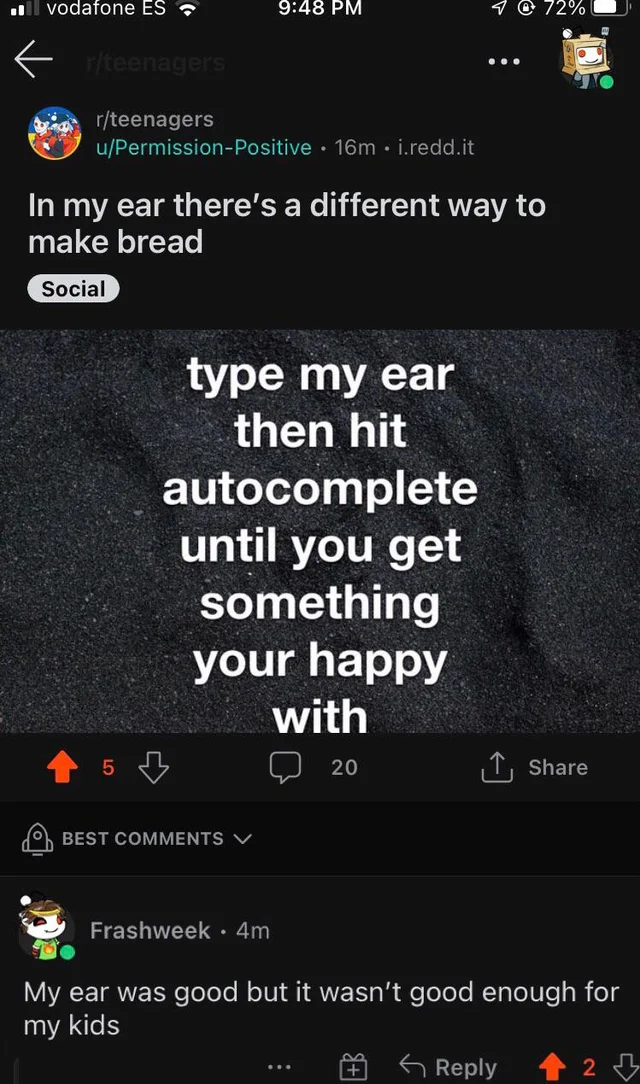 vodafone ES 9:48 PM 72%
r/teenagers
r/teenagers
u/Permission-Positive • 16m • i.redd.it
In my ear there's a different way to
make bread
Social
type my ear
then hit
autocomplete
until you get
something
your happy
with
5 20 Share
BEST COMMENTS
Frashweek • 4m
My ear was good but it wasn't good enough for
my kids
... Reply 2